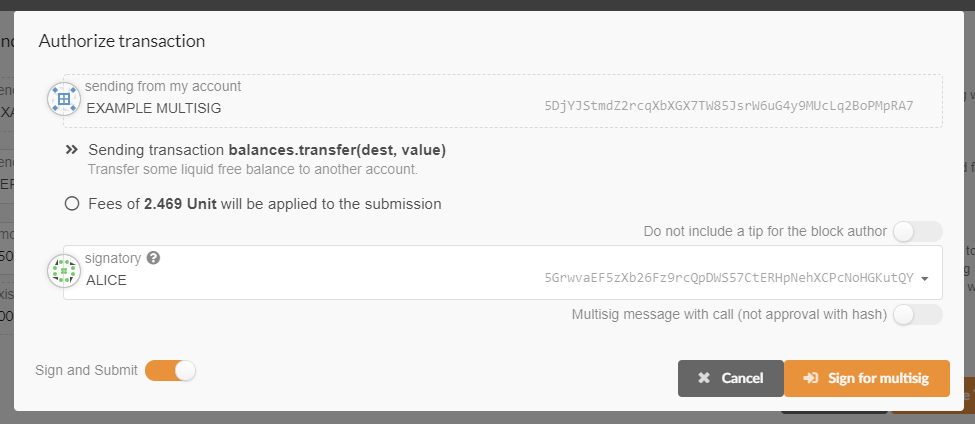 Authorize transaction
sending from my account
EXAMPLE MULTISIG
5DjYJStmdZ2rcqXbXGX7TW85JsrW6uG4y9MUcLq2BoPMpRA7
Sending transaction balances.transfer(dest, value)
Transfer some liquid free balance to another account.
Fees of 2.469 Unit will be applied to the submission
Do not include a tip for the block author
signatory
ALICE
5GrwvaEF5zXb26Fz9rcQpDWS57CtERHpNehXCPcNoHGKutQY
Multisig message with call (not approval with hash)
Sign and Submit
Cancel
Sign for multisig